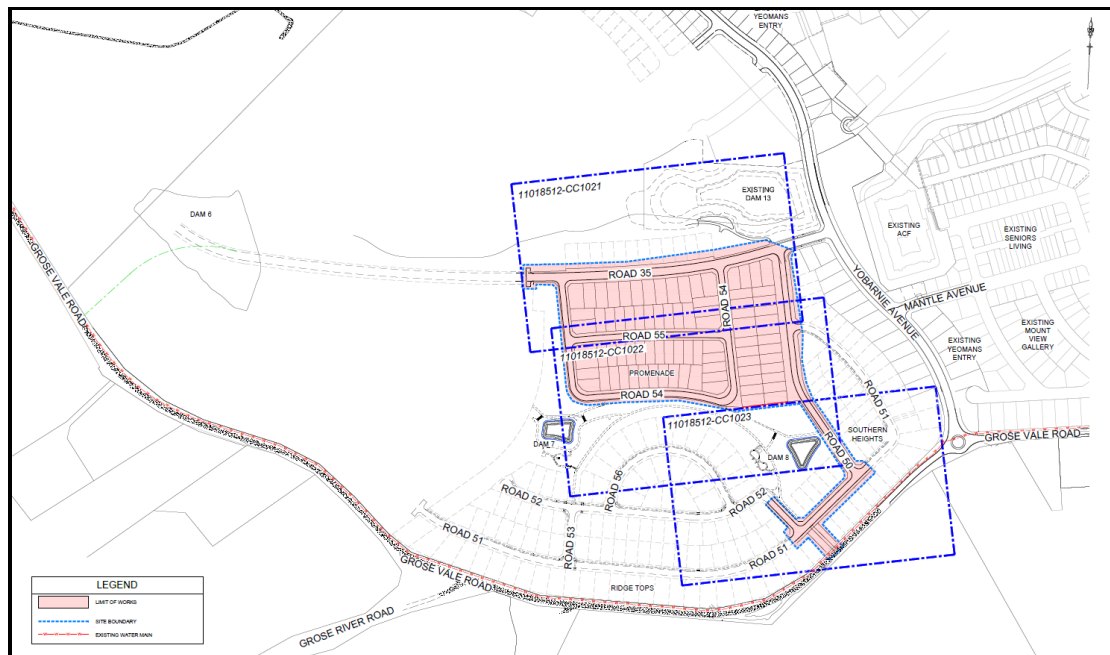 EXISTING
YEOMANS
ENTRY
11018512-CC1021
EXISTING
DAM 13
DAM 6
EXISTING
ACF
EXISTING
SENIORS
LIVING
GROSE VALE ROAD
ROAD 35
ROAD 54
YOBARNIE AVENUE
MANTLE AVENUE
EXISTING
MOUNT
VIEW
GALLERY
EXISTING
YEOMANS
ENTRY
ROAD 55
11018512-CC1022
PROMENADE
ROAD 54
ROAD 51
11018512-CC1023
SOUTHERN
HEIGHTS
GROSE VALE ROAD
DAM 7
DAM 8
ROAD 50
ROAD 52
ROAD 56
ROAD 52
ROAD 51
ROAD 53
ROAD 51
GROSE VALE ROAD
RIDGE TOPS
GROSE RIVER ROAD
LEGEND
LIMIT OF WORKS
SITE BOUNDARY
EXISTING WATER MAIN